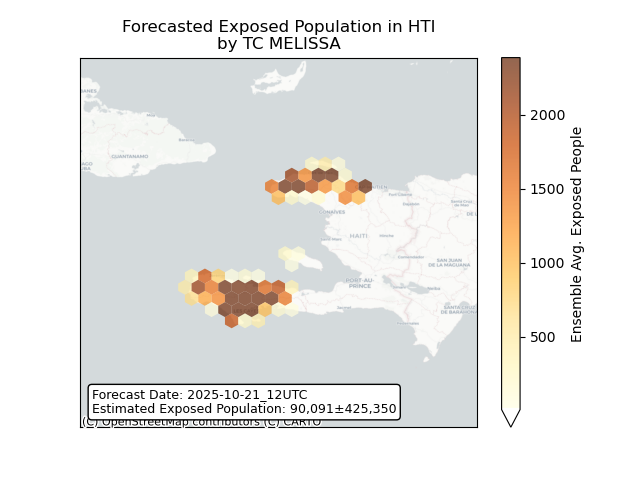 Forecasted Exposed Population in HTI
by TC MELISSA
GUANTANAMO
GONAÏVES
HAITI
SAN JUAN
DE LA MAGUANA
PORT-AU-
PRINCE
2000
1500
1000
500
Ensemble Avg. Exposed People
Forecast Date: 2025-10-21_12UTC
Estimated Exposed Population: 90,091±425,350
(C) OpenStreetMap contributors (C) CARTO